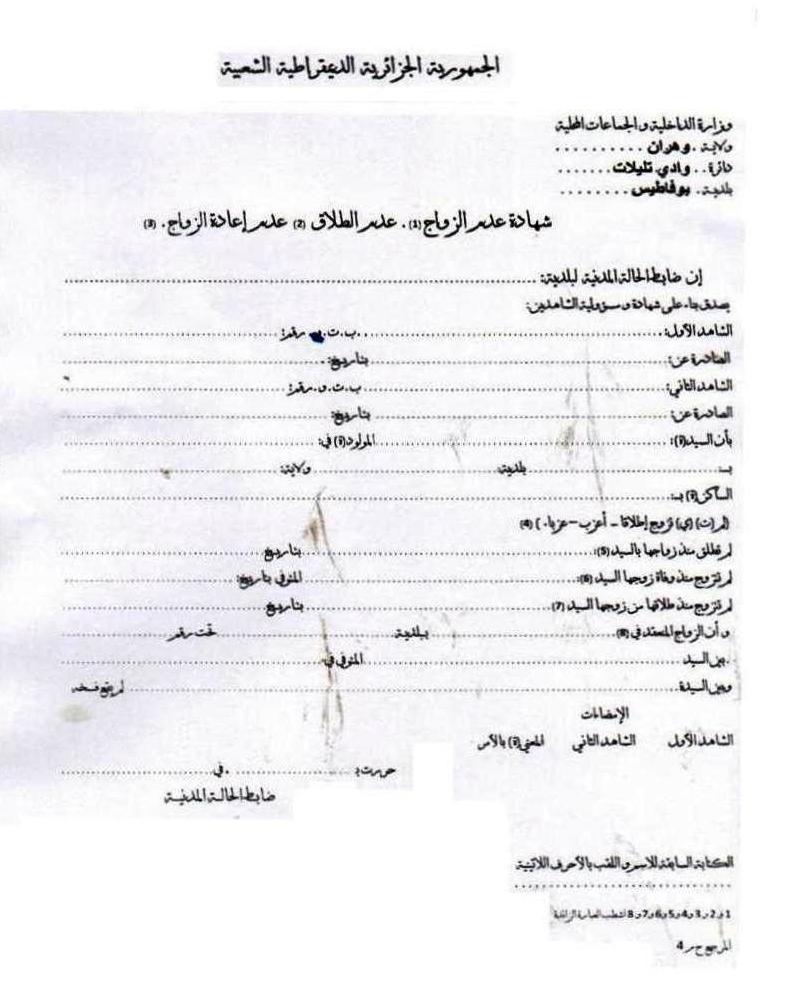 الجمهورية الجزائرية الديمقراطية الشعبية
وزارة الداخلية و الجماعات المحلية
ولاية . وهران . . . . . . . . . .
دائرة . . وادي تليلات . . . . . . .
بلدية . بوفاطيس . . . . . . . .
شهادة عدم الزواج (1) . عدم الطلاق (2) عدم إعادة الزواج . (3)
إن ضابط الحالة المدنية لبلدية: ..........
يصدق بناء على شهادة و مسؤولية الشاهدين:
الشاهد الأول: .......... ب.ت.و رقم: ..........
الصادرة عن: .......... بتاريخ: ..........
الشاهد الثاني: .......... ب.ت.و.رقم: ..........
الصادرة عن: .......... بتاريخ: ..........
بأن السيد(ة): .......... المولود(ة) في: ..........
بـ: .......... بلدية .......... ولاية: ..........
الساكن(ة) بـ: ..........
لم (ت) (ي) تزوج إطلاقا - أعزب - عزباء . ) (4)
لم تطلق منذ زواجها بالسيد (5): .......... بتاريخ ..........
لم تتزوج منذ وفاة زوجها السيد (6): .......... المتوفى بتاريخ: ..........
لم تتزوج منذ طلاقها من زوجها السيد (7) .......... بتاريخ ..........
و أن الزواج المنعقد في (8) .......... ببلدية .......... تحت رقم ..........
بين السيد .......... المتوفى في ..........
وبين السيدة .......... لم يقع فسخه
الإمضاءات
الشاهد الأول الشاهد الثاني المعني(ة) بالأمر
حررت بـ .......... في ..........
ضابط الحالة المدنية
الكتابة السابقة للاسم و اللقب بالأحرف اللاتينية
..........
1 و 2 و 3 و 4 و 5 و 6 و 7 و 8 تشطب العبارة الزائدة
المرجع ح م 4